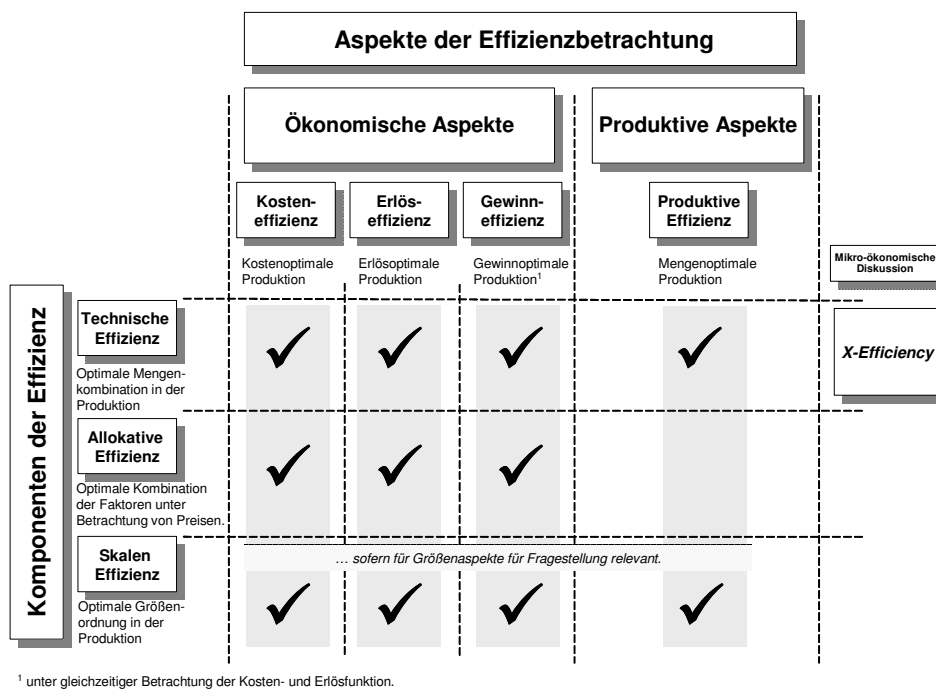 Aspekte der Effizienzbetrachtung
Ökonomische Aspekte
Produktive Aspekte
Kosten-
effizienz
Erlös-
effizienz
Gewinn-
effizienz
Produktive
Effizienz
Kostenoptimale
Produktion
Erlösoptimale
Produktion
Gewinnoptimale
Produktion¹
Mengenoptimale
Produktion
Mikro-ökonomische
Diskussion
Komponenten der Effizienz
Technische
Effizienz
Optimale Mengen-
kombination in der
Produktion
X-Efficiency
Allokative
Effizienz
Optimale Kombination
der Faktoren unter
Betrachtung von Preisen.
Skalen
Effizienz
Optimale Größen-
ordnung in der
Produktion
… sofern für Größenaspekte für Fragestellung relevant.
¹ unter gleichzeitiger Betrachtung der Kosten- und Erlösfunktion.